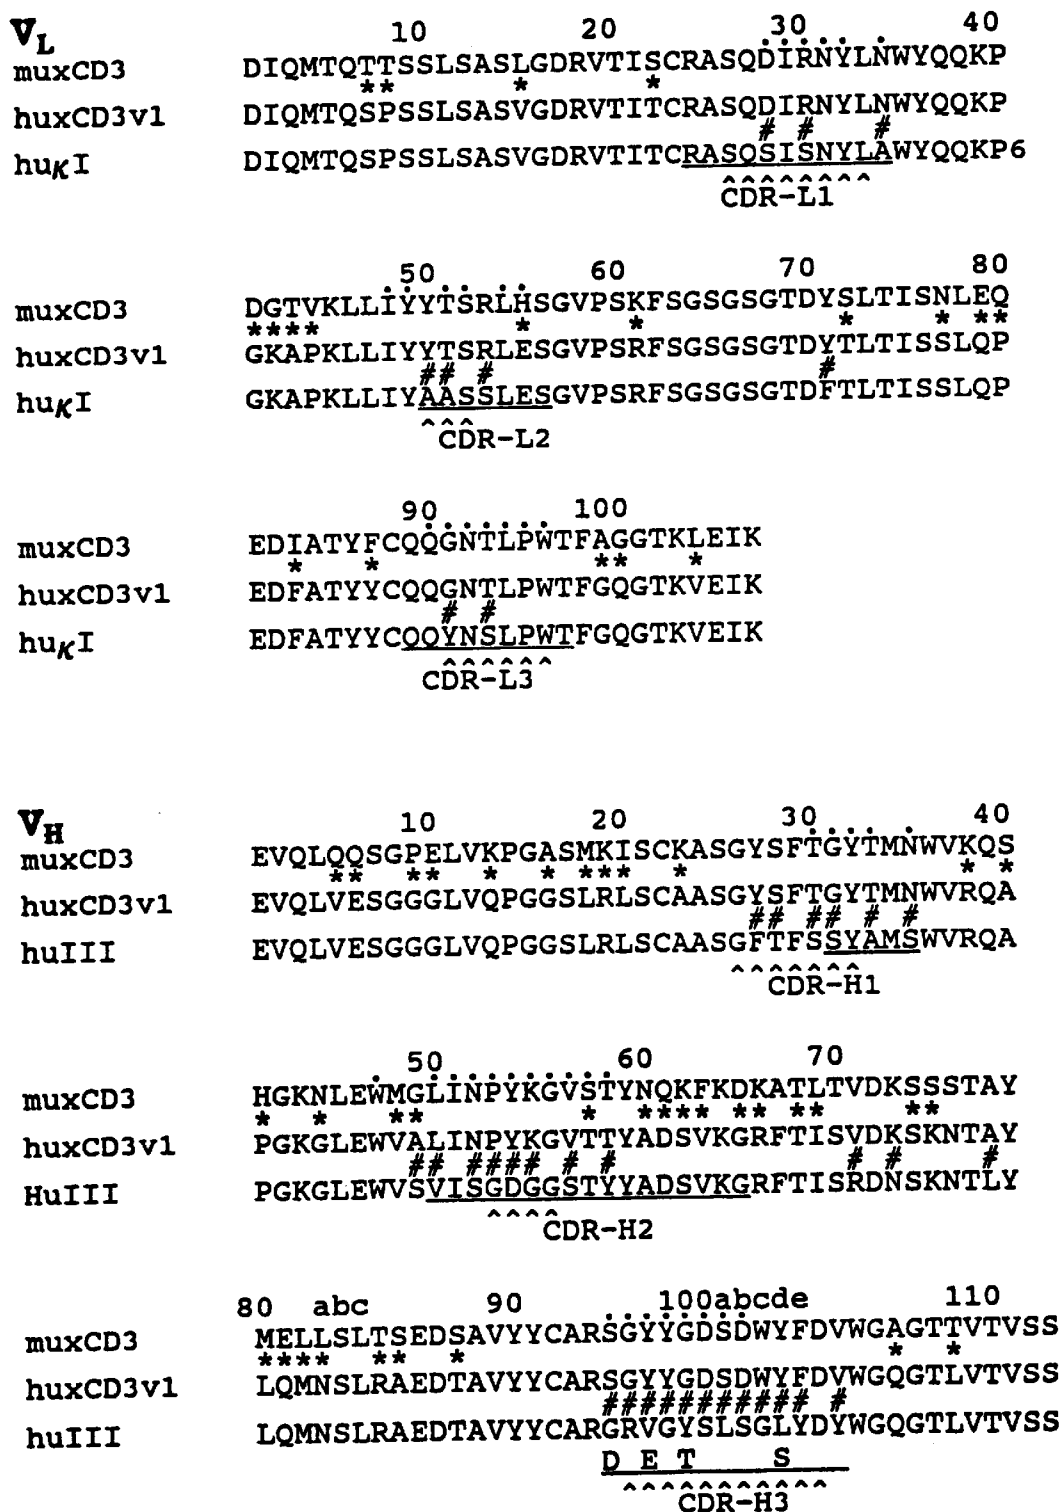 VL
10 20 30 40
muxCD3 DIQMTQTTSSLSASLGDRVTISCRASQDIRNYLNWYQQKP
** * *
huxCD3v1 DIQMTQSPSSLSASVGDRVTITCRASQDIRNYLNWYQQKP
# # #
huκI DIQMTQSPSSLSASVGDRVTITCRASQSISNYLAWYQQKP6
^^^^^^^^
CDR-L1
50 60 70 80
muxCD3 DGTVKLLIYYTSRLHSGVPSKFSGSGSGTDYSLTISNLEQ
**** * * * * **
huxCD3v1 GKAPKLLIYYTSRLESGVPSRFSGSGSGTDYTLTISSLQP
## # #
huκI GKAPKLLIYAASSLESGVPSRFSGSGSGTDFTLTISSLQP
^^^
CDR-L2
90 100
muxCD3 EDIATYFCQQGNTLPWTFAGGTKLEIK
* * ** *
huxCD3v1 EDFATYYCQQGNTLPWTFGQGTKVEIK
# #
huκI EDFATYYCQQYNSLPWTFGQGTKVEIK
^^^^^^
CDR-L3
VH
10 20 30 40
muxCD3 EVQLQQSGPELVKPGASMKISCKASGYSFTGYTMNWVKQS
** ** * * *** * * *
huxCD3v1 EVQLVESGGGLVQPGGSLRLSCAASGYSFTGYTMNWVRQA
## ## # #
huIII EVQLVESGGGLVQPGGSLRLSCAASGFTFSSYAMSWVRQA
^^^^^^^
CDR-H1
50 60 70
muxCD3 HGKNLEWMGLINPYKGVSTYNQKFKDKATLTVDKSSSTAY
* * ** * **** ** ** **
huxCD3v1 PGKGLEWVALINPYKGVTTYADSVKGRFTISVDKSKNTAY
## #### # # # # #
HuIII PGKGLEWVSVISGDGGSTYYADSVKGRFTISRDNSKNTLY
^^^^
CDR-H2
80 abc 90 100abcde 110
muxCD3 MELLSLTSEDSAVYYCARSGYYGDSDWYFDVWGAGTTVTVSS
**** ** * * *
huxCD3v1 LQMNSLRAEDTAVYYCARSGYYGDSDWYFDVWGQGTLVTVSS
########### #
huIII LQMNSLRAEDTAVYYCARGRVGYSLSGLYDYWGQGTLVTVSS
D E T S
^^^^^^^^^^^
CDR-H3